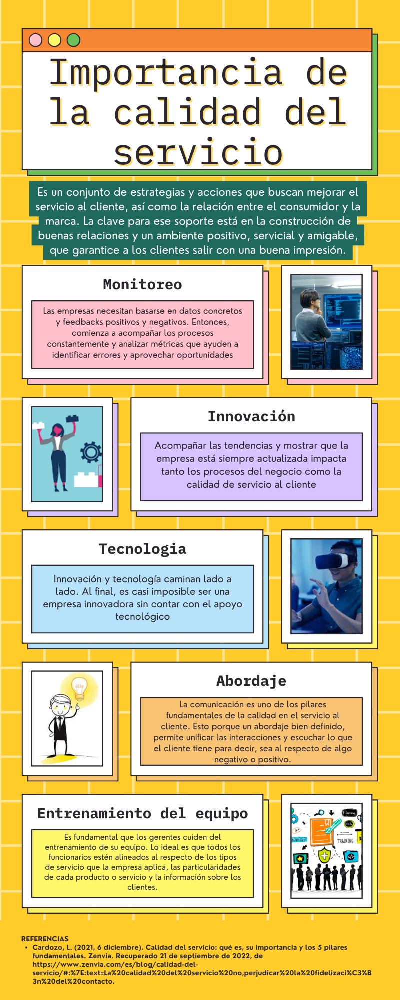 Importancia de
la calidad del
servicio
Es un conjunto de estrategias y acciones que buscan mejorar el
servicio al cliente, así como la relación entre el consumidor y la
marca. La clave para ese soporte está en la construcción de
buenas relaciones y un ambiente positivo, servicial y amigable,
que garantice a los clientes salir con una buena impresión.
Monitoreo
Las empresas necesitan basarse en datos concretos
y feedbacks positivos y negativos. Entonces,
comienza a acompañar los procesos
constantemente y analizar métricas que ayuden a
identificar errores y aprovechar oportunidades
Innovación
Acompañar las tendencias y mostrar que la
empresa está siempre actualizada impacta
tanto los procesos del negocio como la
calidad de servicio al cliente
Tecnologia
Innovación y tecnología caminan lado a
lado. Al final, es casi imposible ser una
empresa innovadora sin contar con el apoyo
tecnológico
Abordaje
La comunicación es uno de los pilares
fundamentales de la calidad en el servicio al
cliente. Esto porque un abordaje bien definido,
permite unificar las interacciones y escuchar lo que
el cliente tiene para decir, sea al respecto de algo
negativo o positivo.
Entrenamiento del equipo
Es fundamental que los gerentes cuiden del
entrenamiento de su equipo. Lo ideal es que todos los
funcionarios estén alineados al respecto de los tipos
de servicio que la empresa aplica, las particularidades
de cada producto o servicio y la información sobre los
clientes.
E-learning
Skills
TRAINING
REFERENCIAS
• Cardozo, L. (2021, 6 diciembre). Calidad del servicio: qué es, su importancia y los 5 pilares
fundamentales. Zenvia. Recuperado 21 de septiembre de 2022, de
https://www.zenvia.com/es/blog/calidad-del-
servicio/#:%7E:text=La%20calidad%20del%20servicio%20no,perjudicar%20la%20fidelizaci%C3%B
3n%20del%20contacto.